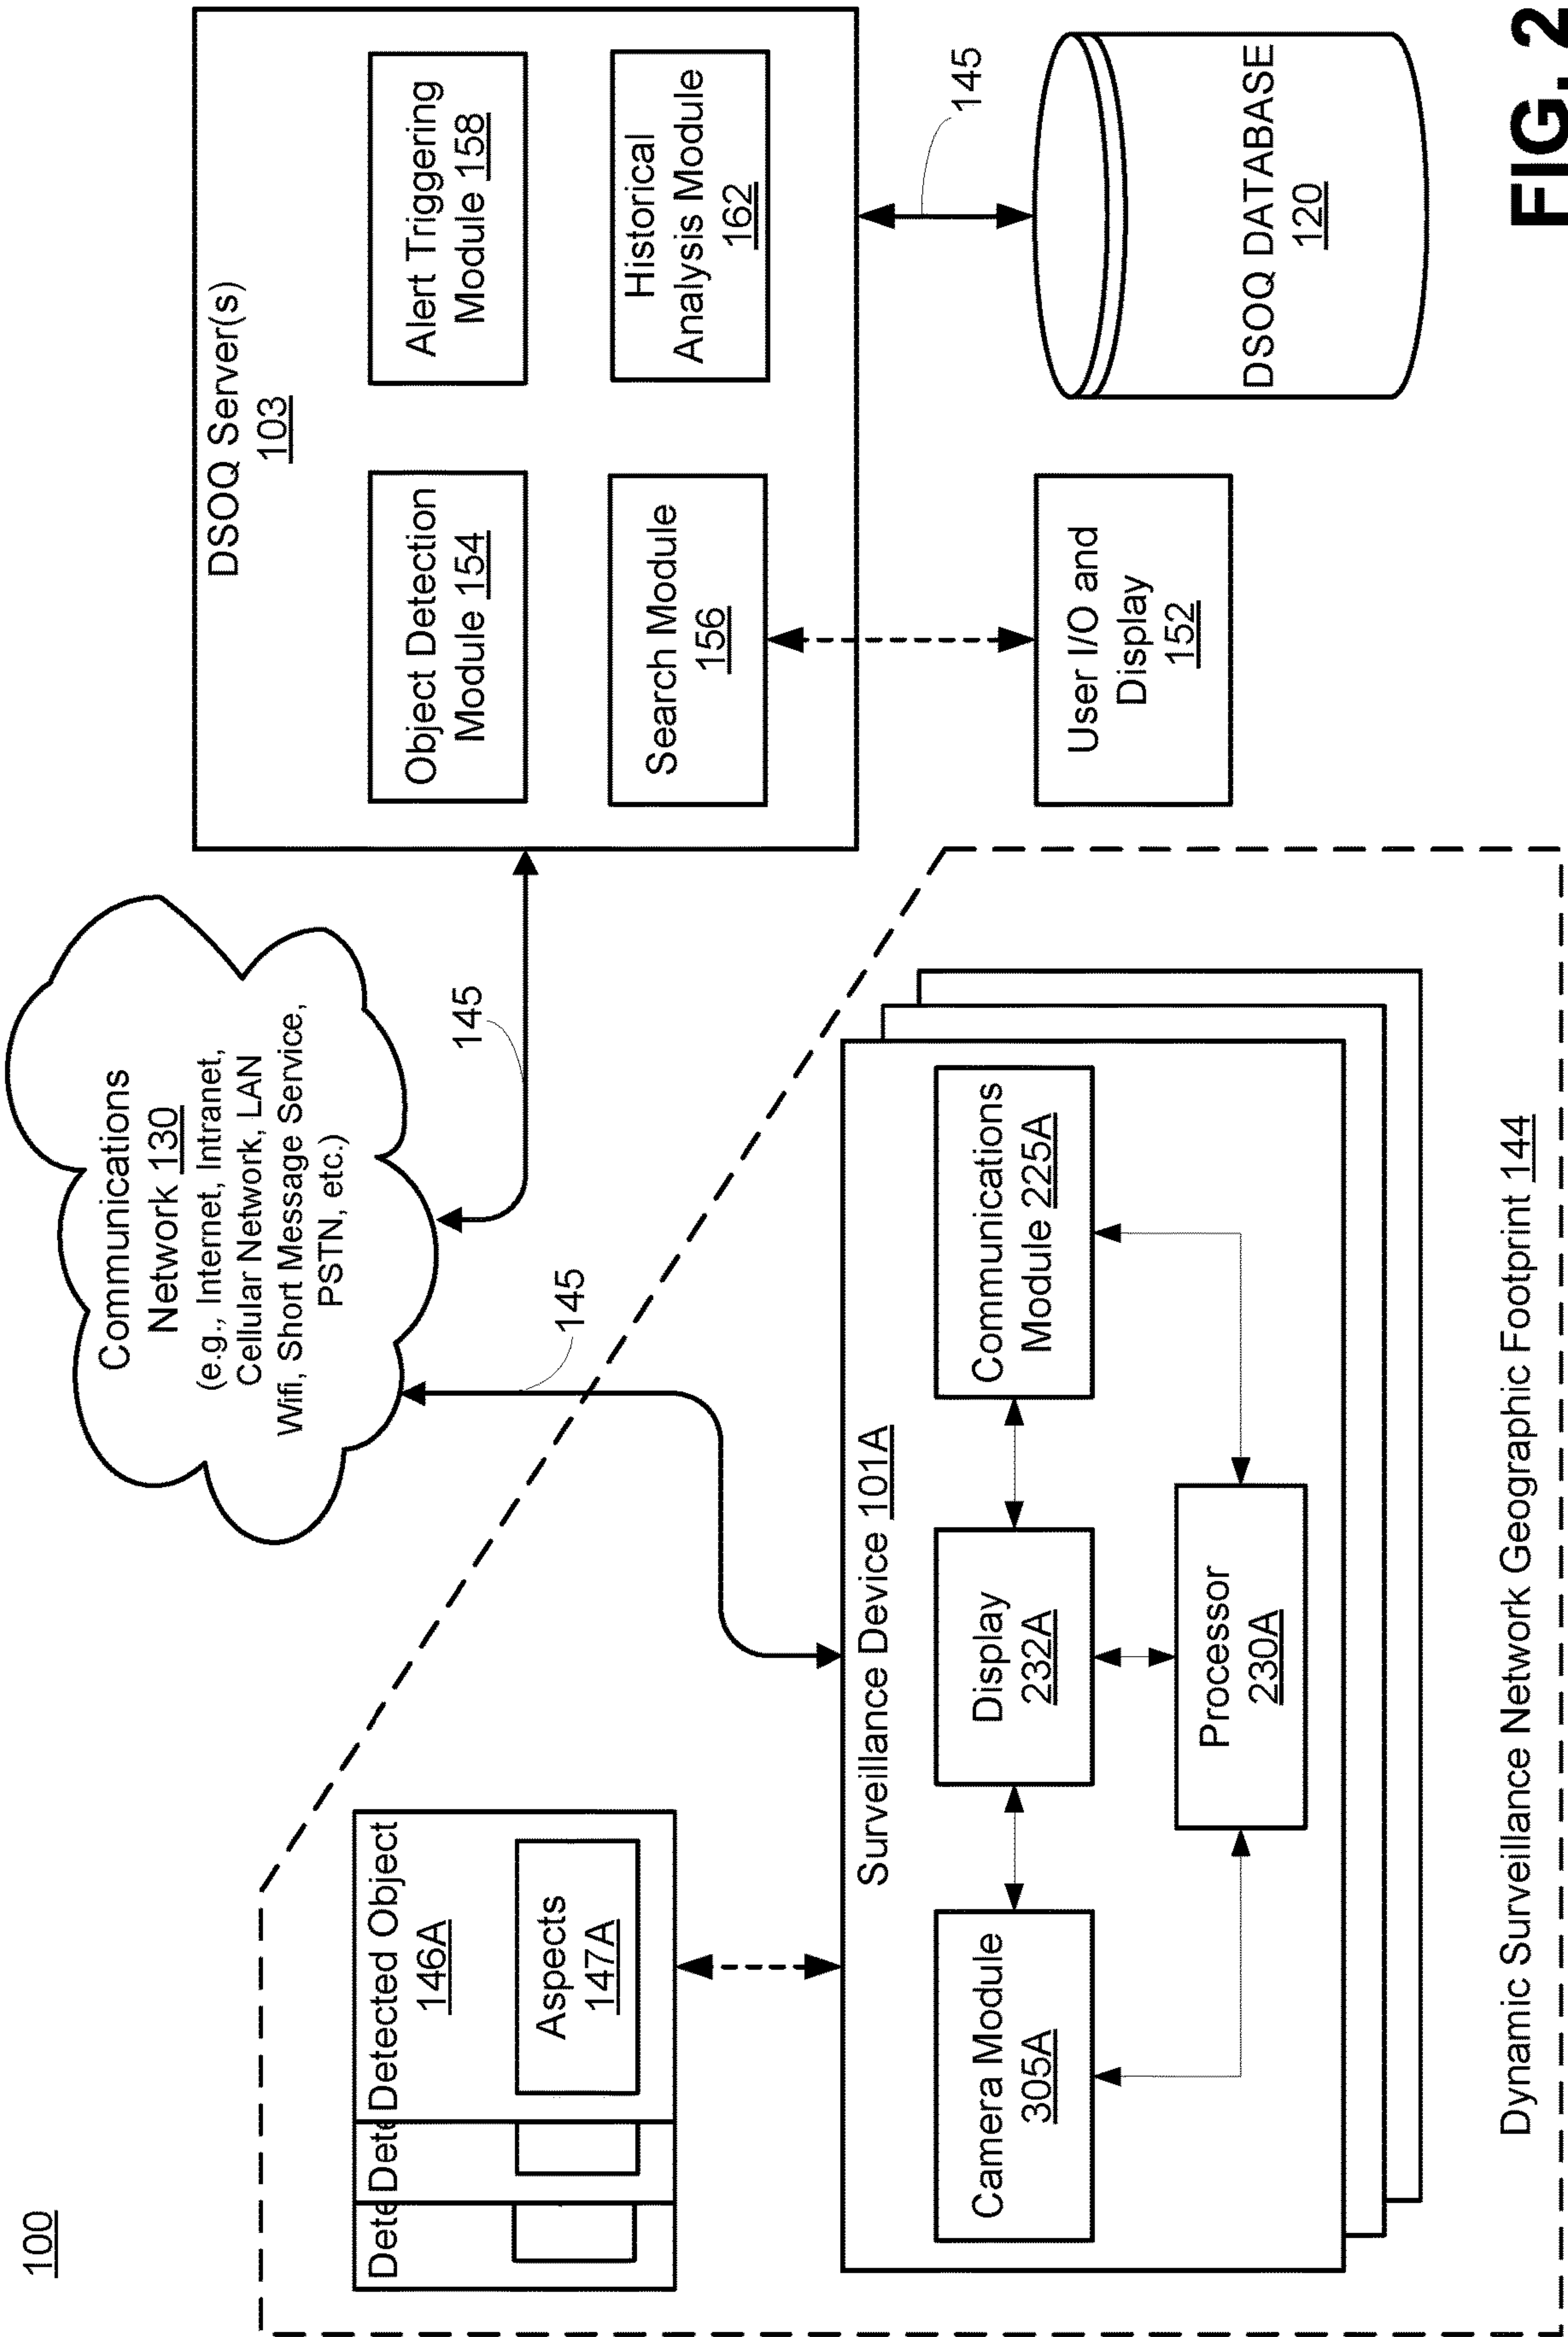 100
Communications
Network 130
(e.g., Internet, Intranet,
Cellular Network, LAN
Wifi, Short Message Service,
PSTN, etc.)
145
145
DSOQ Server(s)
103
Object Detection
Module 154
Alert Triggering
Module 158
Search Module
156
Historical
Analysis Module
162
145
User I/O and
Display
152
DSOQ DATABASE
120
Dete
Dete
Detected Object
146A
Aspects
147A
Surveillance Device 101A
Camera Module
305A
Display
232A
Communications
Module 225A
Processor
230A
Dynamic Surveillance Network Geographic Footprint 144
FIG. 2